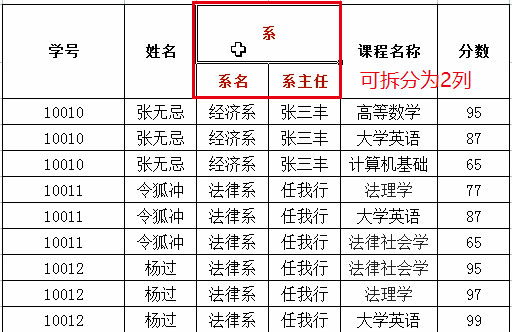 学号 姓名 系 课程名称 分数
系名 系主任 可拆分为2列
10010 张无忌 经济系 张三丰 高等数学 95
10010 张无忌 经济系 张三丰 大学英语 87
10010 张无忌 经济系 张三丰 计算机基础 65
10011 令狐冲 法律系 任我行 法理学 77
10011 令狐冲 法律系 任我行 大学英语 87
10011 令狐冲 法律系 任我行 法律社会学 65
10012 杨过 法律系 任我行 法律社会学 95
10012 杨过 法律系 任我行 法理学 97
10012 杨过 法律系 任我行 大学英语 99